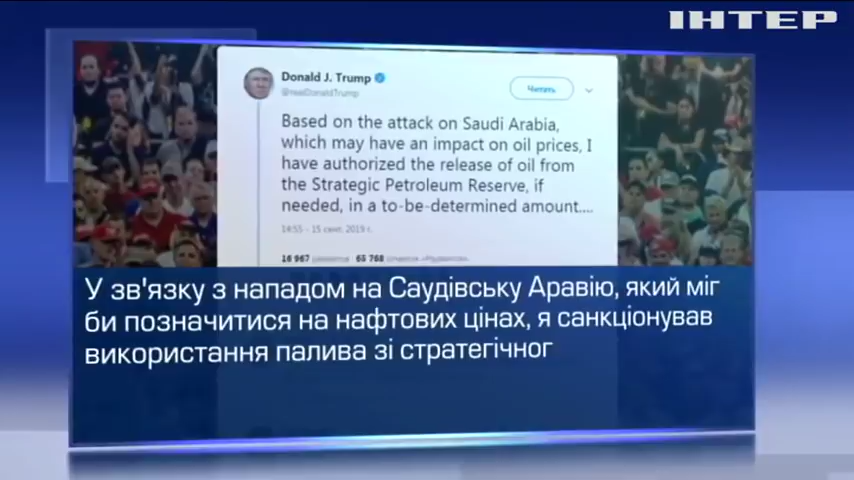 ІНТЕР
Donald J. Trump
@realDonaldTrump
Читать
Based on the attack on Saudi Arabia,
which may have an impact on oil prices, I
have authorized the release of oil from
the Strategic Petroleum Reserve, if
needed, in a to-be-determined amount....
14:55 - 15 сент. 2019 г.
16 967 65 768
У зв'язку з нападом на Саудівську Аравію, який міг
би позначитися на нафтових цінах, я санкціонував
використання палива зі стратегічног